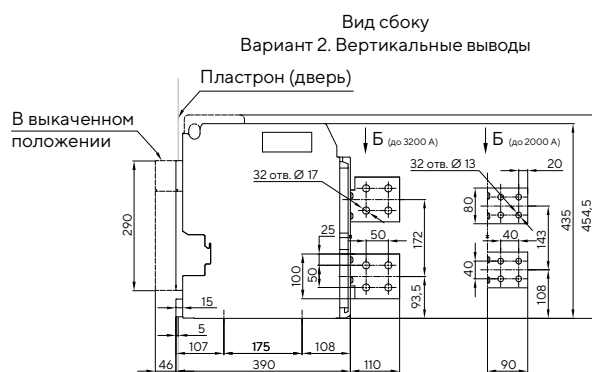 Вид сбоку
Вариант 2. Вертикальные выводы
Пластрон (дверь)
В выкаченном
положении
Б (до 3200 А)
Б (до 2000 А)
32 отв. Ø 17
32 отв. Ø 13
20
290
25
50
172
80
40
143
435
454,5
100
50
93,5
40
108
15
5
107
175
108
46
390
110
90